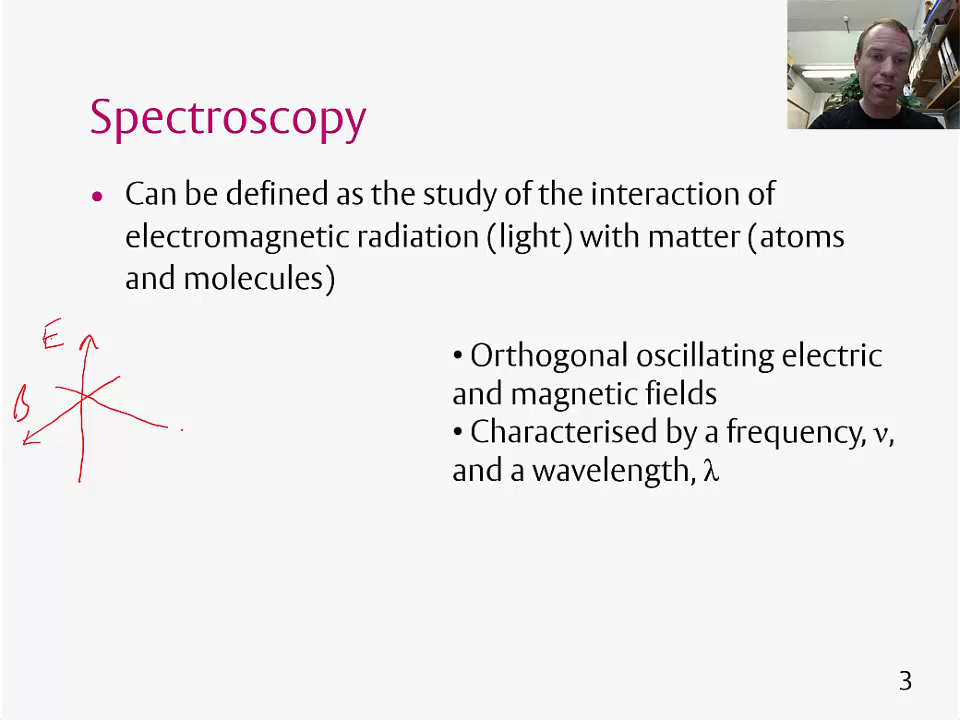 Spectroscopy
• Can be defined as the study of the interaction of
electromagnetic radiation (light) with matter (atoms
and molecules)
E
B
• Orthogonal oscillating electric
and magnetic fields
• Characterised by a frequency, ν,
and a wavelength, λ
3